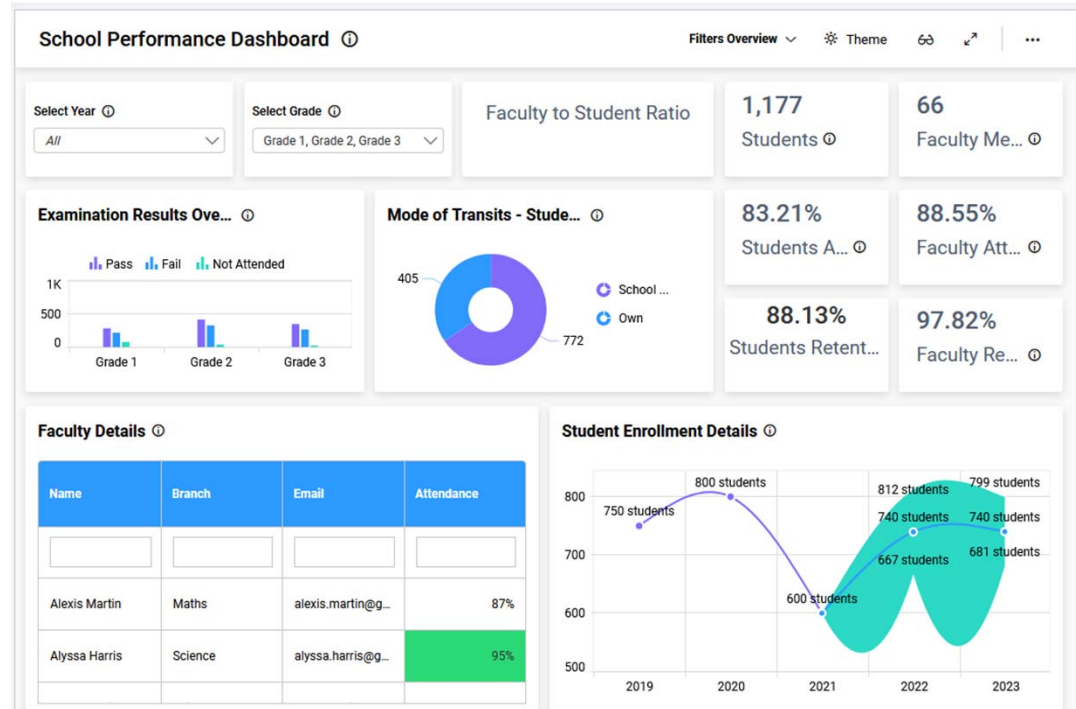 School Performance Dashboard
Filters Overview
Theme
Select Year
All
Select Grade
Grade 1, Grade 2, Grade 3
Faculty to Student Ratio
1,177
Students
66
Faculty Me...
Examination Results Ove...
Pass Fail Not Attended
1K
500
0
Grade 1 Grade 2 Grade 3
Mode of Transits - Stude...
405
772
School ...
Own
83.21%
Students A...
88.55%
Faculty Att...
88.13%
Students Retent...
97.82%
Faculty Re...
Faculty Details
Name Branch Email Attendance
Alexis Martin Maths alexis.martin@g... 87%
Alyssa Harris Science alyssa.harris@g... 95%
Student Enrollment Details
800
700
600
500
750 students
800 students
600 students
812 students
740 students
667 students
799 students
740 students
681 students
2019 2020 2021 2022 2023